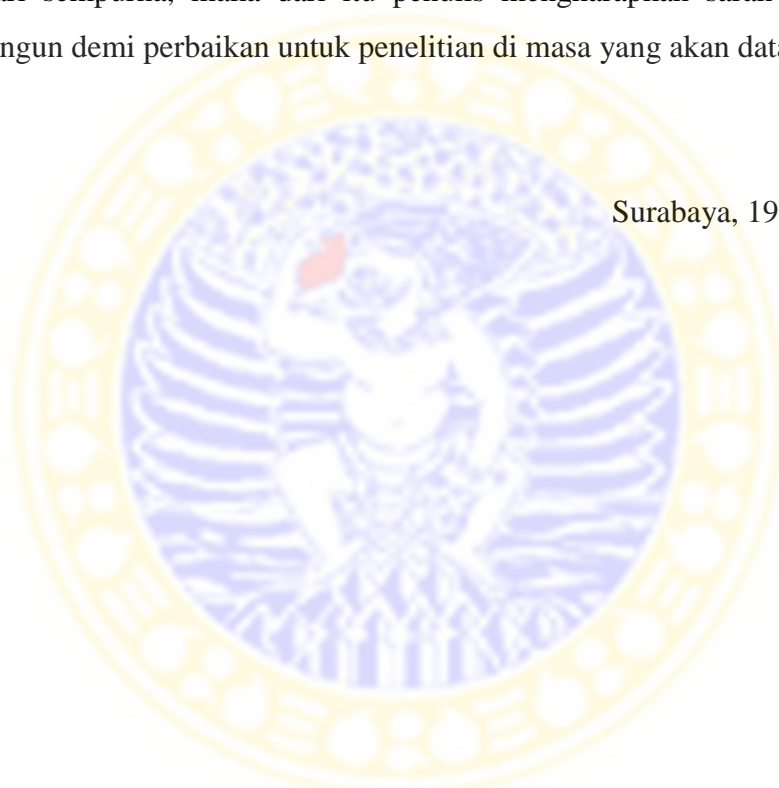 sempurna, maka dari itu penulis mengharapkan saran
ngun demi perbaikan untuk penelitian di masa yang akan data
Surabaya, 19